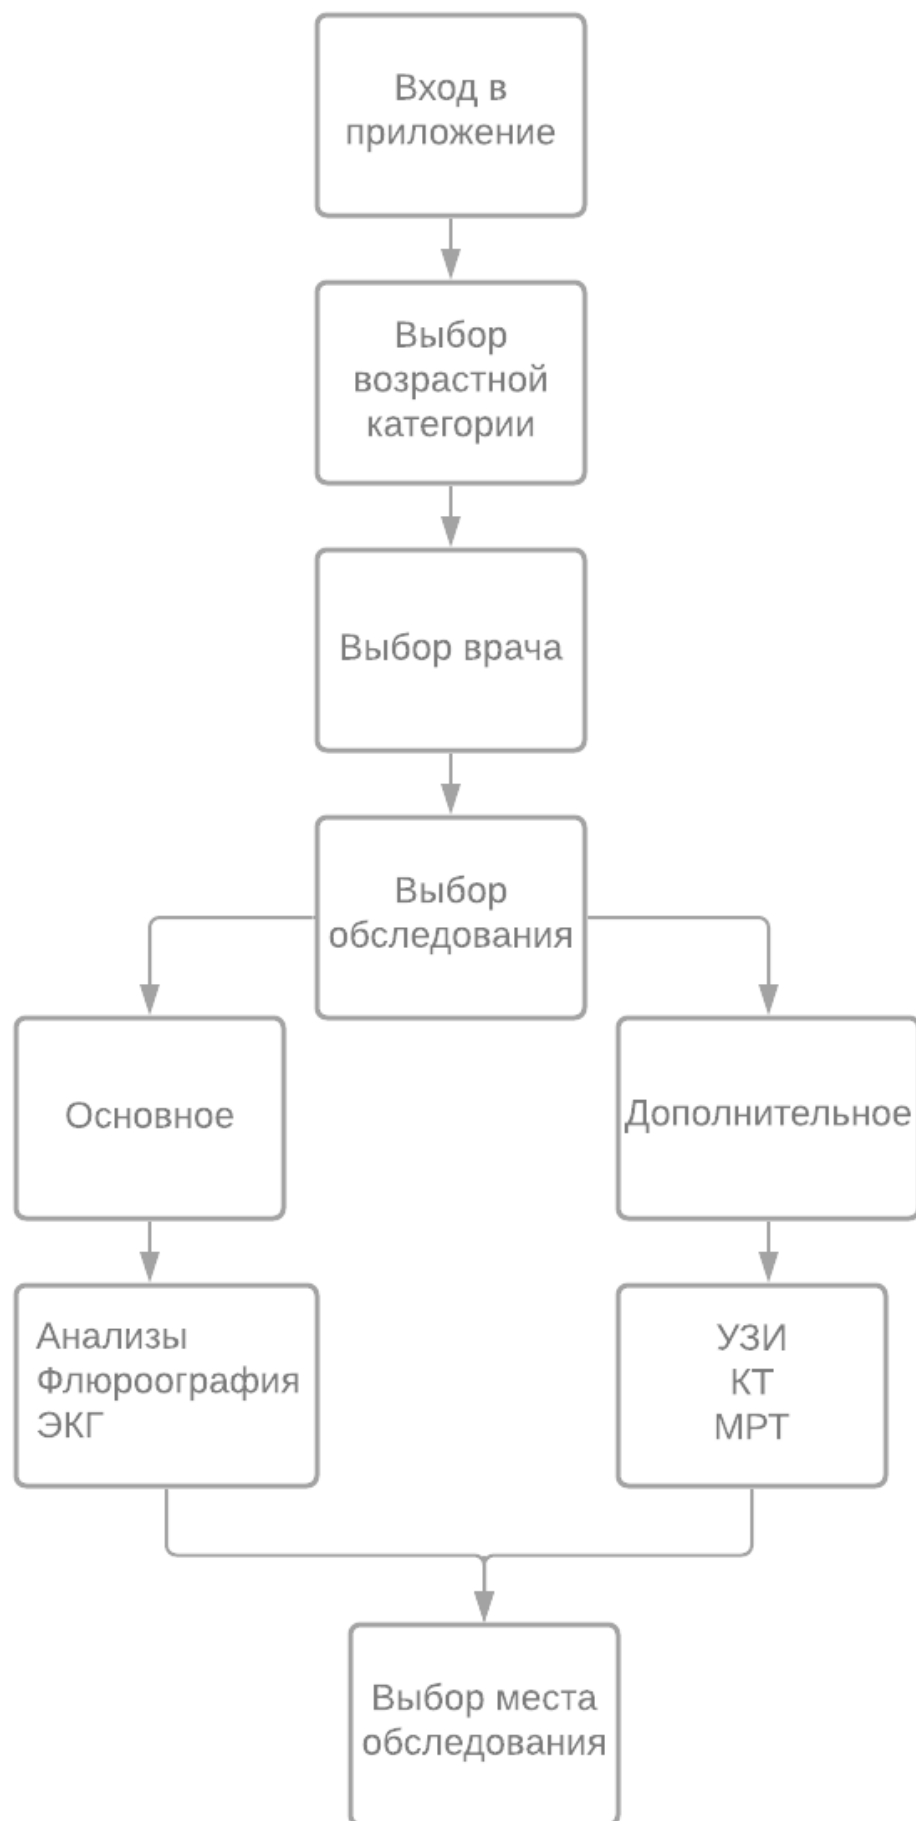 Вход в
приложение
Выбор
возрастной
категории
Выбор врача
Выбор
обследования
Основное
Дополнительное
Анализы
Флюроография
ЭКГ
УЗИ
КТ
МРТ
Выбор места
обследования